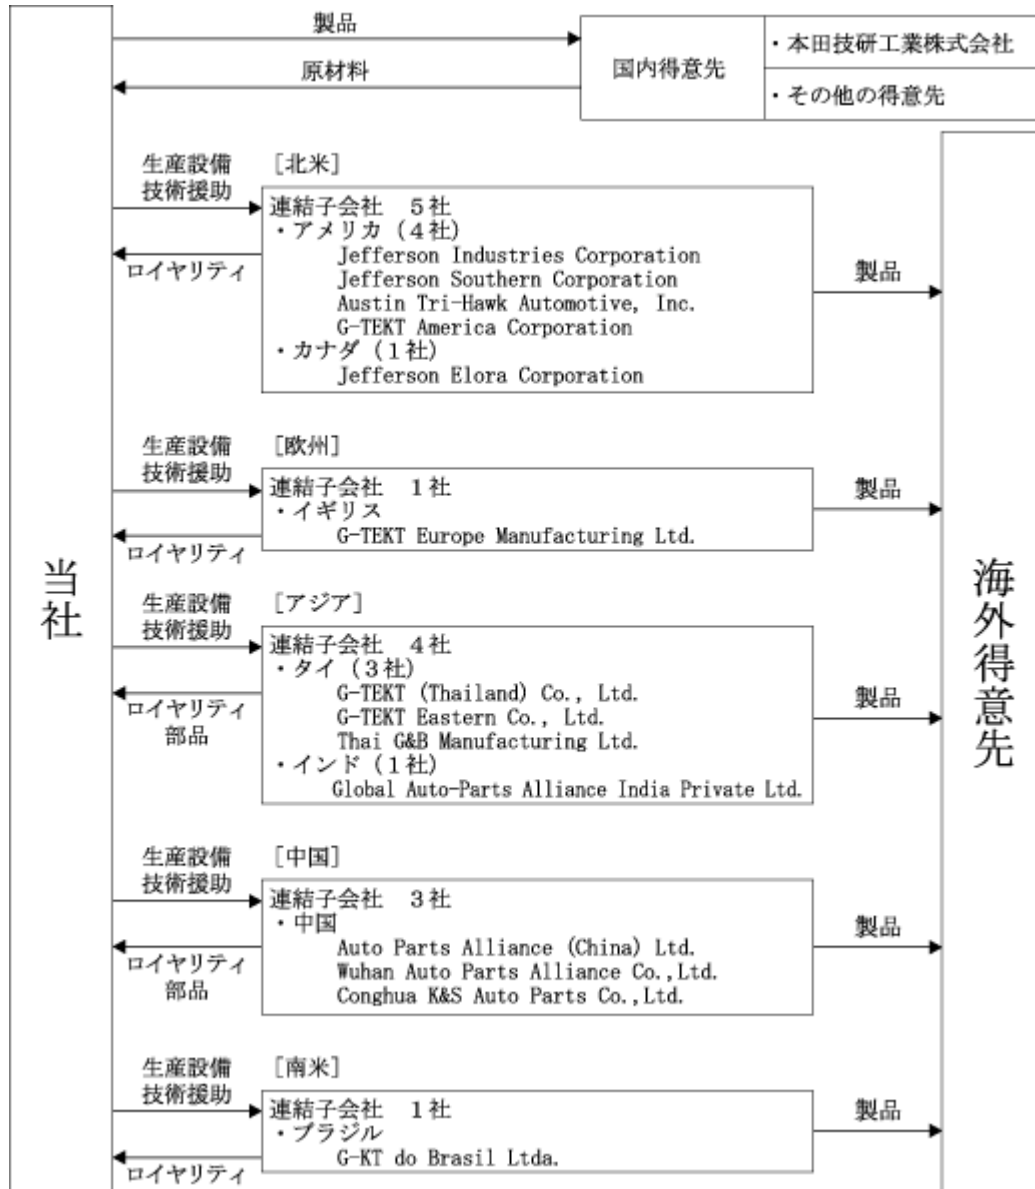 当社
製品
原材料
国内得意先
・本田技研工業株式会社
・その他の得意先
海外得意先
生産設備
技術援助
ロイヤリティ
［北米］
連結子会社　５社
・アメリカ（４社）
Jefferson Industries Corporation
Jefferson Southern Corporation
Austin Tri-Hawk Automotive, Inc.
G-TEKT America Corporation
・カナダ（１社）
Jefferson Elora Corporation
製品
生産設備
技術援助
ロイヤリティ
［欧州］
連結子会社　１社
・イギリス
G-TEKT Europe Manufacturing Ltd.
製品
生産設備
技術援助
ロイヤリティ
部品
［アジア］
連結子会社　４社
・タイ（３社）
G-TEKT (Thailand) Co., Ltd.
G-TEKT Eastern Co., Ltd.
Thai G&B Manufacturing Ltd.
・インド（１社）
Global Auto-Parts Alliance India Private Ltd.
製品
生産設備
技術援助
ロイヤリティ
部品
［中国］
連結子会社　３社
・中国
Auto Parts Alliance (China) Ltd.
Wuhan Auto Parts Alliance Co.,Ltd.
Conghua K&S Auto Parts Co.,Ltd.
製品
生産設備
技術援助
ロイヤリティ
［南米］
連結子会社　１社
・ブラジル
G-KT do Brasil Ltda.
製品